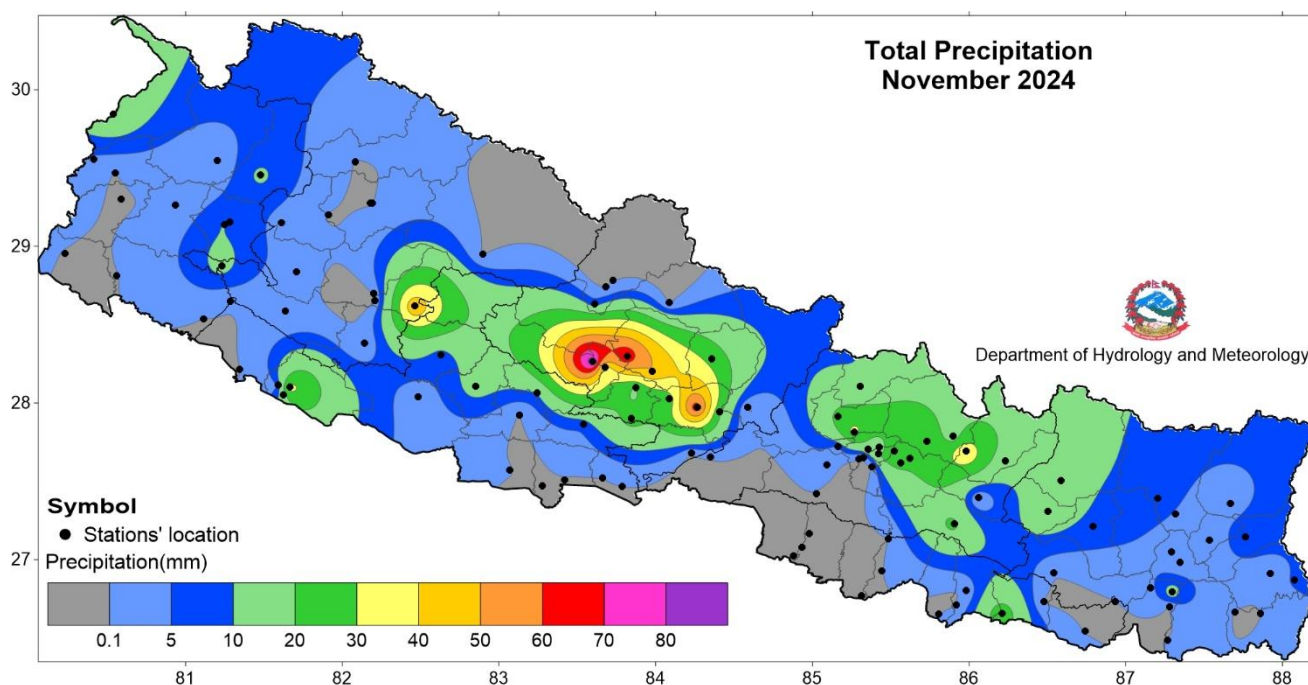 Total Precipitation
November 2024
Department of Hydrology and Meteorology
30
29
28
27
Symbol
Stations' location
Precipitation(mm)
0.1 5 10 20 30 40 50 60 70 80
81 82 83 84 85 86 87 88